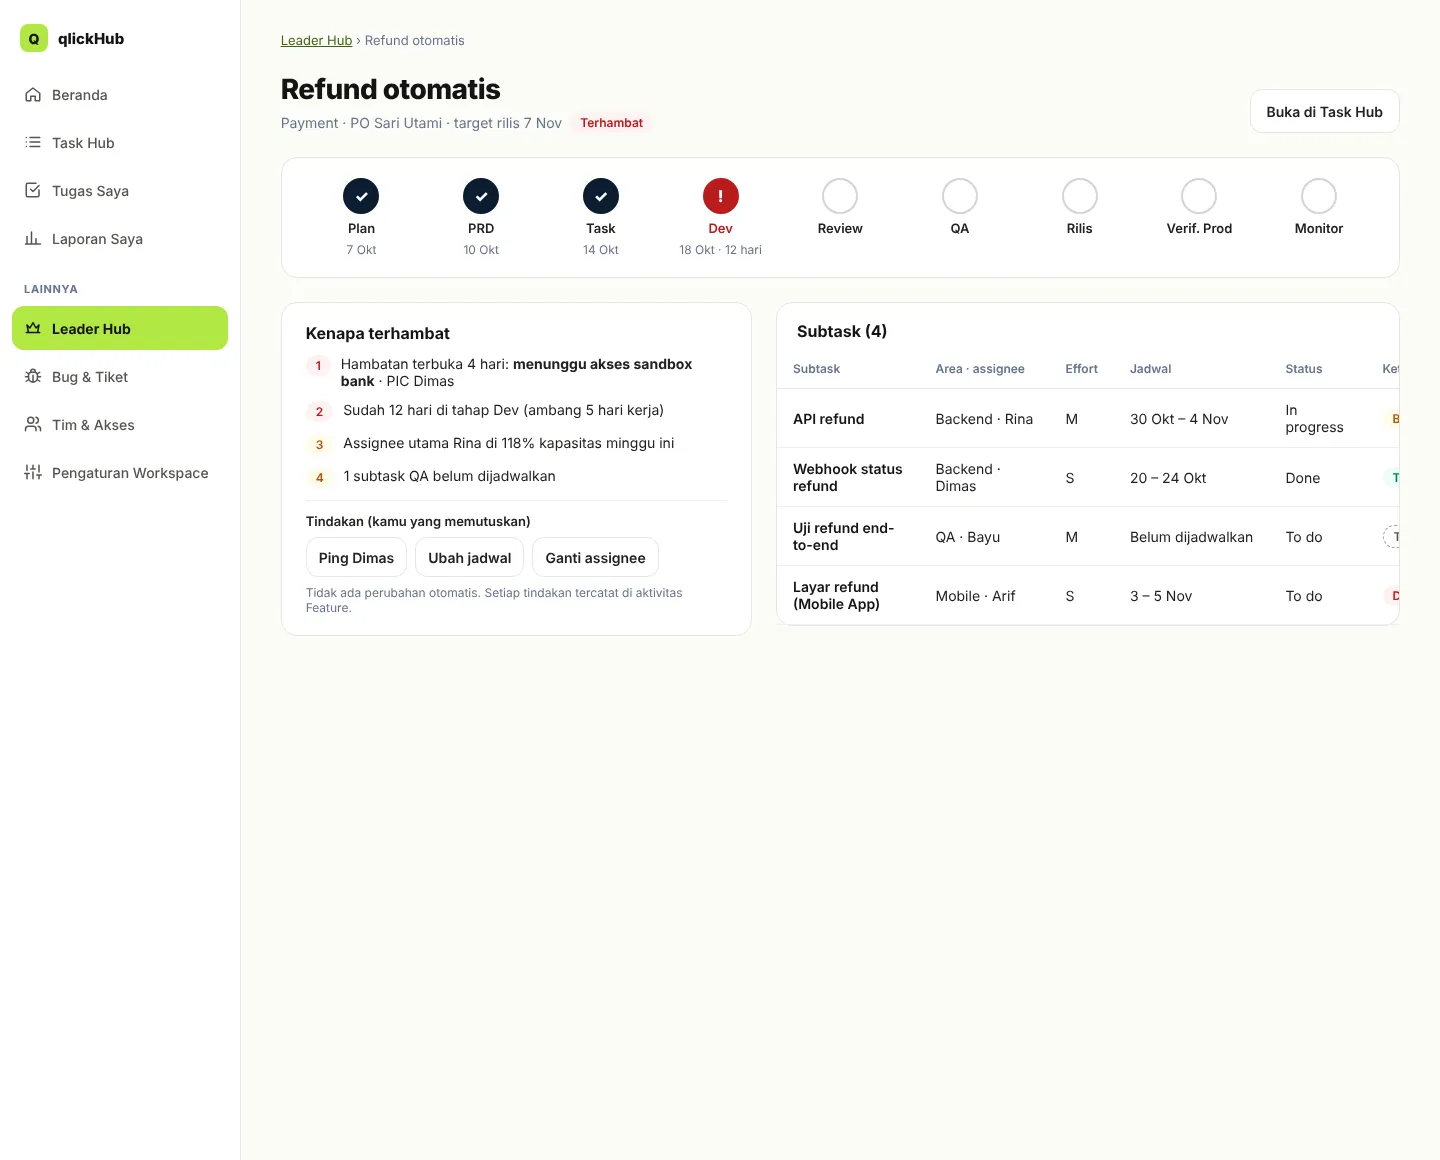 Q qlickHub
Beranda
Task Hub
Tugas Saya
Laporan Saya
LAINNYA
Leader Hub
Bug & Tiket
Tim & Akses
Pengaturan Workspace
Leader Hub › Refund otomatis
Refund otomatis
Payment · PO Sari Utami · target rilis 7 Nov Terhambat
Buka di Task Hub
Plan
7 Okt
PRD
10 Okt
Task
14 Okt
!
Dev
18 Okt · 12 hari
Review
QA
Rilis
Verif. Prod
Monitor
Kenapa terhambat
1 Hambatan terbuka 4 hari: menunggu akses sandbox
bank · PIC Dimas
2 Sudah 12 hari di tahap Dev (ambang 5 hari kerja)
3 Assignee utama Rina di 118% kapasitas minggu ini
4 1 subtask QA belum dijadwalkan
Tindakan (kamu yang memutuskan)
Ping Dimas Ubah jadwal Ganti assignee
Tidak ada perubahan otomatis. Setiap tindakan tercatat di aktivitas
Feature.
Subtask (4)
Subtask Area · assignee Effort Jadwal Status
API refund Backend · Rina M 30 Okt – 4 Nov In
progress
Webhook status
refund Backend ·
Dimas S 20 – 24 Okt Done
Uji refund end-
to-end QA · Bayu M Belum dijadwalkan To do
Layar refund
(Mobile App) Mobile · Arif S 3 – 5 Nov To do